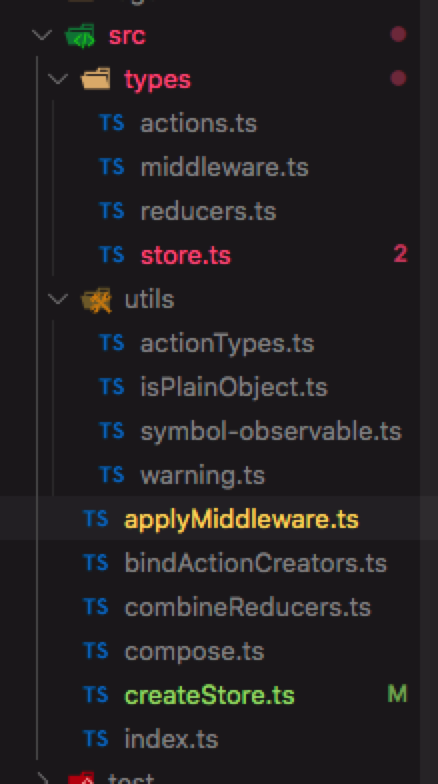 src
types
TS actions.ts
TS middleware.ts
TS reducers.ts
TS store.ts 2
utils
TS actionTypes.ts
TS isPlainObject.ts
TS symbol-observable.ts
TS warning.ts
TS applyMiddleware.ts
TS bindActionCreators.ts
TS combineReducers.ts
TS compose.ts
TS createStore.ts M
TS index.ts
test